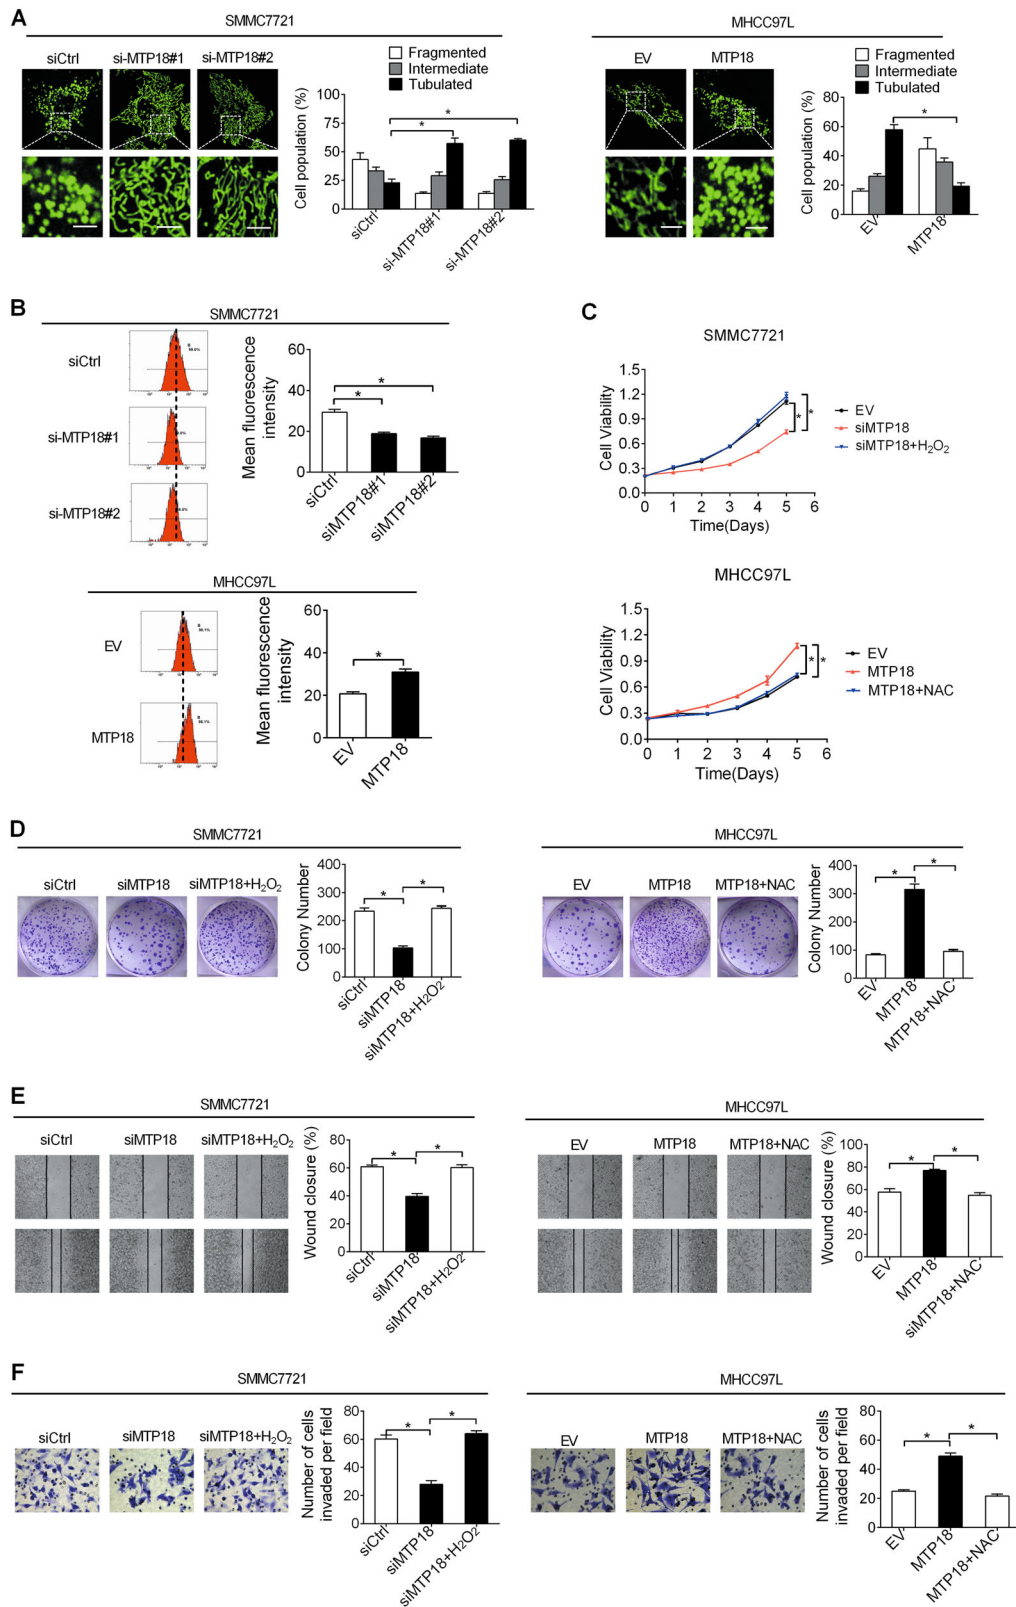 A
SMMC7721
siCtrl si-MTP18#1 si-MTP18#2
Fragmented
Intermediate
Tubulated
Cell population (%)
100
75
50
25
0
* *
siCtrl
si-MTP18#1
si-MTP18#2
MHCC97L
EV MTP18
Fragmented
Intermediate
Tubulated
Cell population (%)
80
60
40
20
0
*
EV
MTP18
B
SMMC7721
siCtrl
si-MTP18#1
si-MTP18#2
Mean fluorescence
intensity
60
40
20
0
* *
siCtrl
siMTP18#1
siMTP18#2
MHCC97L
EV
MTP18
Mean fluorescence
intensity
60
40
20
0
*
EV
MTP18
C
SMMC7721
Cell Viability
1.5
1.2
0.9
0.6
0.3
0.0
0 1 2 3 4 5 6
Time(Days)
* *
EV
siMTP18
siMTP18+H₂O₂
MHCC97L
Cell Viability
1.5
1.2
0.9
0.6
0.3
0.0
0 1 2 3 4 5 6
Time(Days)
* *
EV
MTP18
MTP18+NAC
D
SMMC7721
siCtrl siMTP18 siMTP18+H₂O₂
Colony Number
400
300
200
100
0
* *
siCtrl
siMTP18
siMTP18+H₂O₂
MHCC97L
EV MTP18 MTP18+NAC
Colony Number
400
300
200
100
0
* *
EV
MTP18
MTP18+NAC
E
SMMC7721
siCtrl siMTP18 siMTP18+H₂O₂
Wound closure (%)
80
60
40
20
0
* *
siCtrl
siMTP18
siMTP18+H₂O₂
MHCC97L
EV MTP18 MTP18+NAC
Wound closure (%)
100
80
60
40
20
0
* *
EV
MTP18
siMTP18+NAC
F
SMMC7721
siCtrl siMTP18 siMTP18+H₂O₂
Number of cells
invaded per field
80
60
40
20
0
* *
siCtrl
siMTP18
siMTP18+H₂O₂
MHCC97L
EV MTP18 MTP18+NAC
Number of cells
invaded per field
80
60
40
20
0
* *
EV
MTP18
MTP18+NAC